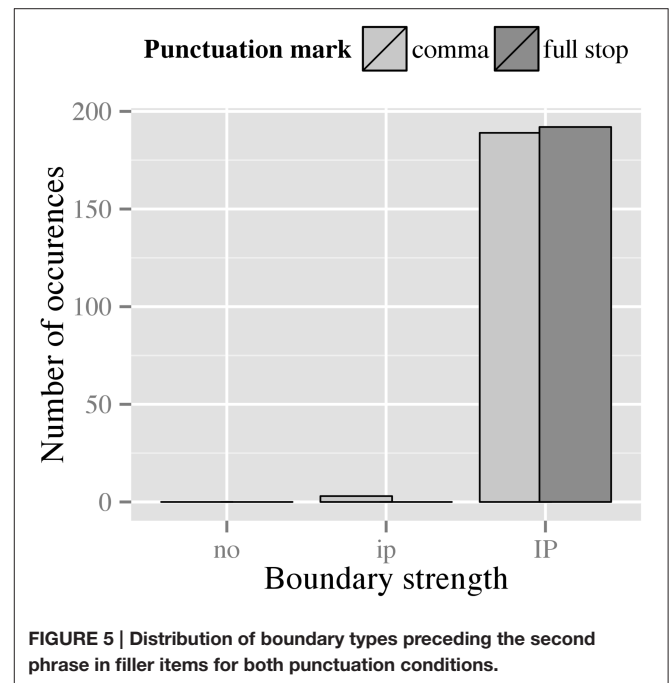 Punctuation mark comma full stop
200
150
100
50
0
Number of occurences
no ip IP
Boundary strength
FIGURE 5 | Distribution of boundary types preceding the second
phrase in filler items for both punctuation conditions.